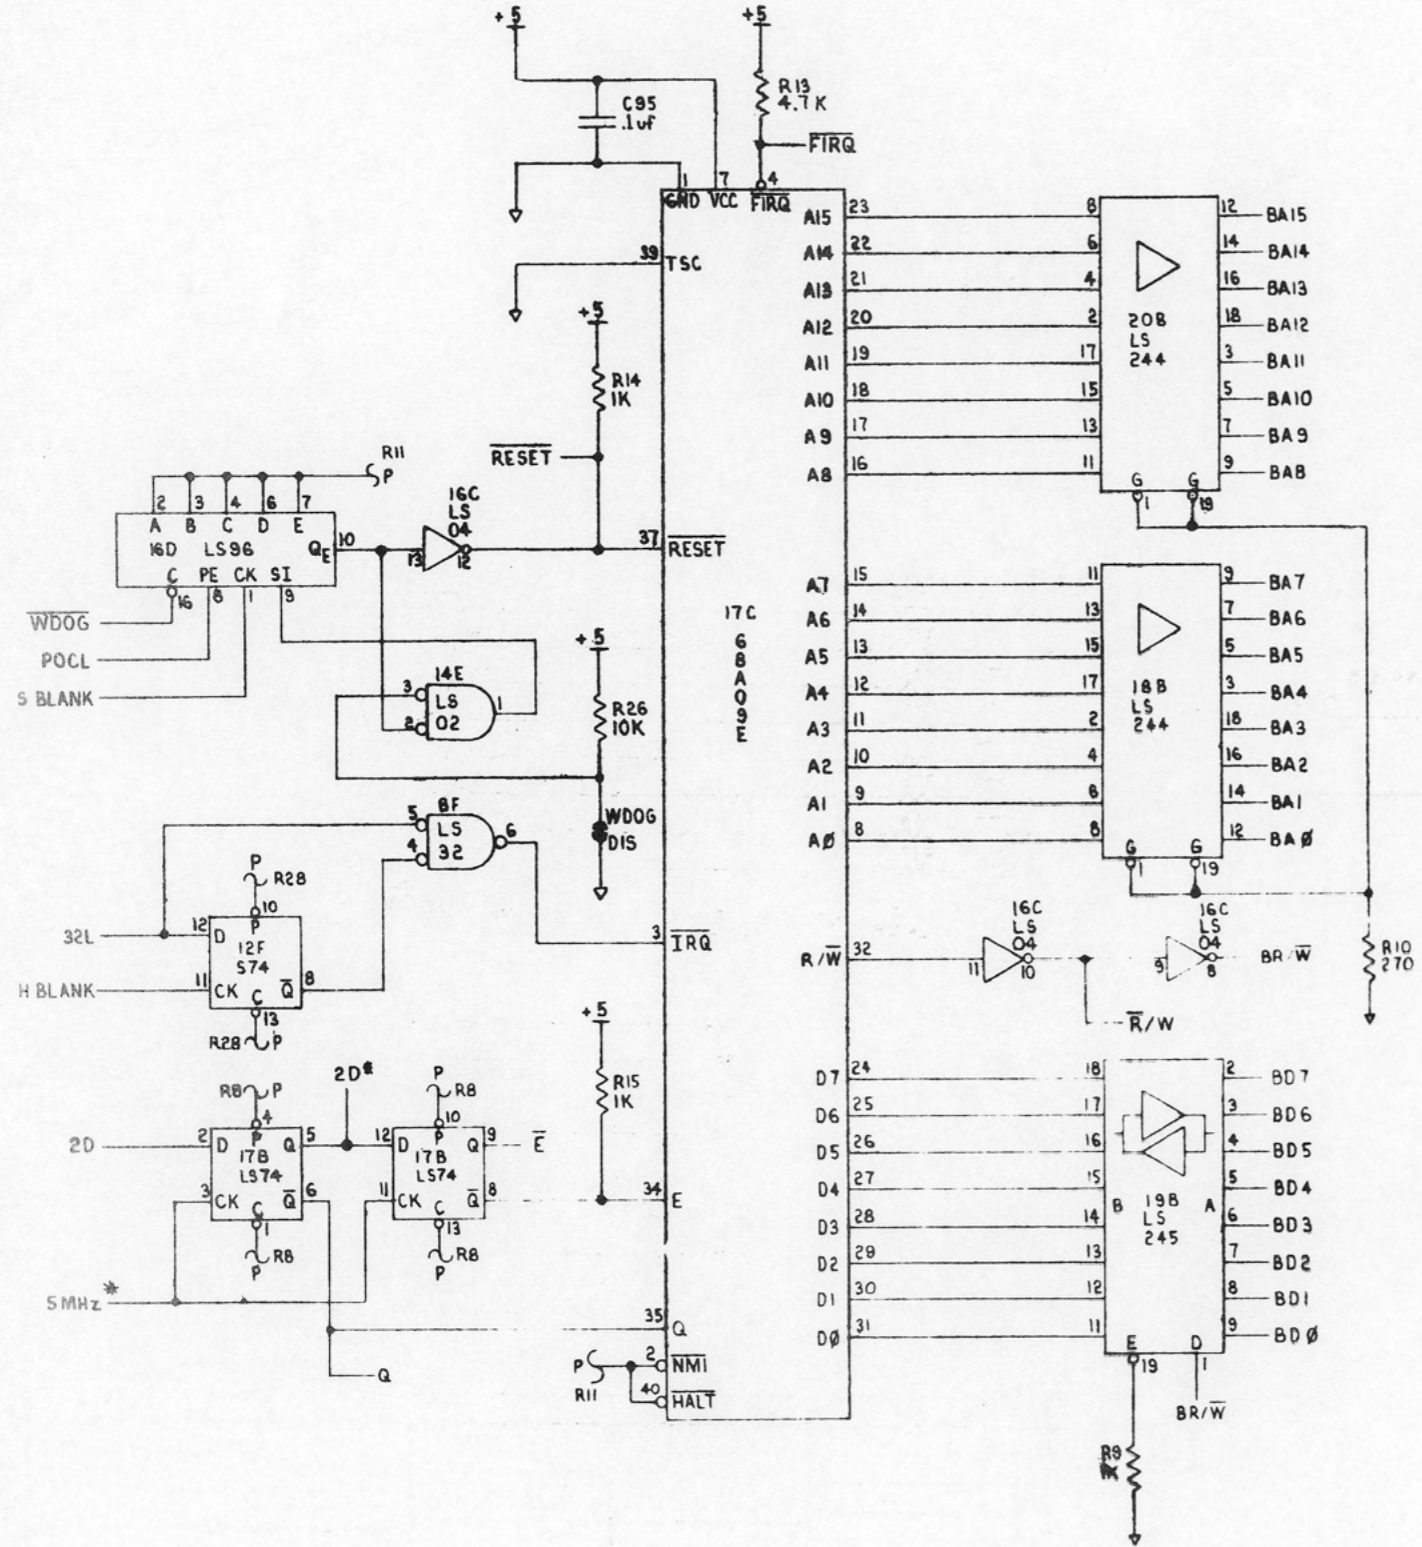 +5
+5
C95
.1uf
R13
4.7K
FIRQ
1
7
4
GND VCC FIRQ
39
TSC
+5
R14
1K
RESET
R11
P
2 3 4 6 7
A B C D E
16D LS96
QE
10
C PE CK SI
16 8 1 9
16C
LS
04
13
12
37
RESET
WDOG
POCL
S BLANK
14E
LS
02
3
2
1
+5
R26
10K
WDOG
DIS
8F
LS
32
5
4
6
3
IRQ
P
R28
10
P
32L
12
D
12F
S74
H BLANK
11
CK
C
Q
8
13
R28
P
+5
R15
1K
R8
P
4
P
2D
2
D
Q
5
17B
LS74
3
CK
C
Q
6
1
R8
P
2D*
P
R8
10
P
12
D
Q
9
E
17B
LS74
11
CK
Q
8
C
13
R8
P
34
E
5MHz*
35
Q
Q
P
R11
2
NMI
40
HALT
17C
68A09E
A15 23
A14 22
A13 21
A12 20
A11 19
A10 18
A9 17
A8 16
A7 15
A6 14
A5 13
A4 12
A3 11
A2 10
A1 9
AØ 8
R/W 32
D7 24
D6 25
D5 26
D4 27
D3 28
D2 29
D1 30
DØ 31
8 12 BA15
6 14 BA14
4 16 BA13
2 18 BA12
17 3 BA11
15 5 BA10
13 7 BA9
11 9 BA8
20B
LS
244
G G
1 19
11 9 BA7
13 7 BA6
15 5 BA5
17 3 BA4
2 18 BA3
4 16 BA2
6 14 BA1
8 12 BAØ
18B
LS
244
G G
1 19
16C
LS
04
11
10
16C
LS
04
9
8
BR/W
R/W
R10
270
18 2 BD7
17 3 BD6
16 4 BD5
15 5 BD4
14 6 BD3
13 7 BD2
12 8 BD1
11 9 BDØ
B
19B
LS
245
A
E D
19 1
BR/W
R9